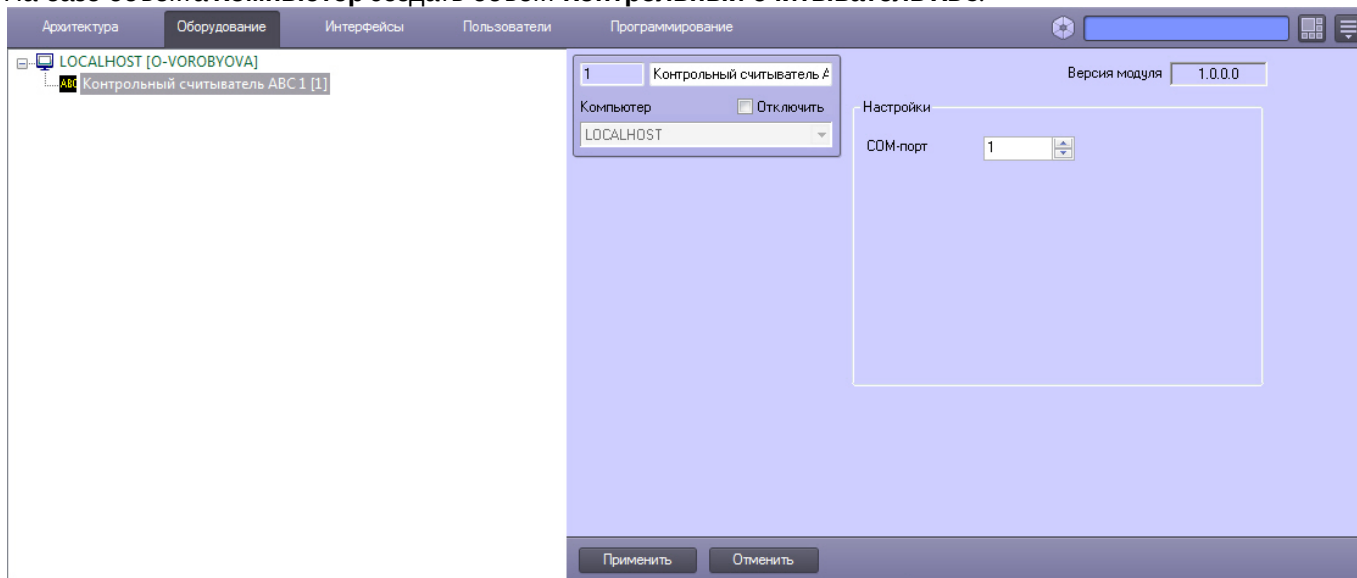 Архитектура Оборудование Интерфейсы Пользователи Программирование
LOCALHOST [O-VOROBYOVA]
ABC Контрольный считыватель ABC 1 [1]
1 Контрольный считыватель А
Версия модуля 1.0.0.0
Компьютер Отключить
LOCALHOST
Настройки
COM-порт 1
Применить Отменить